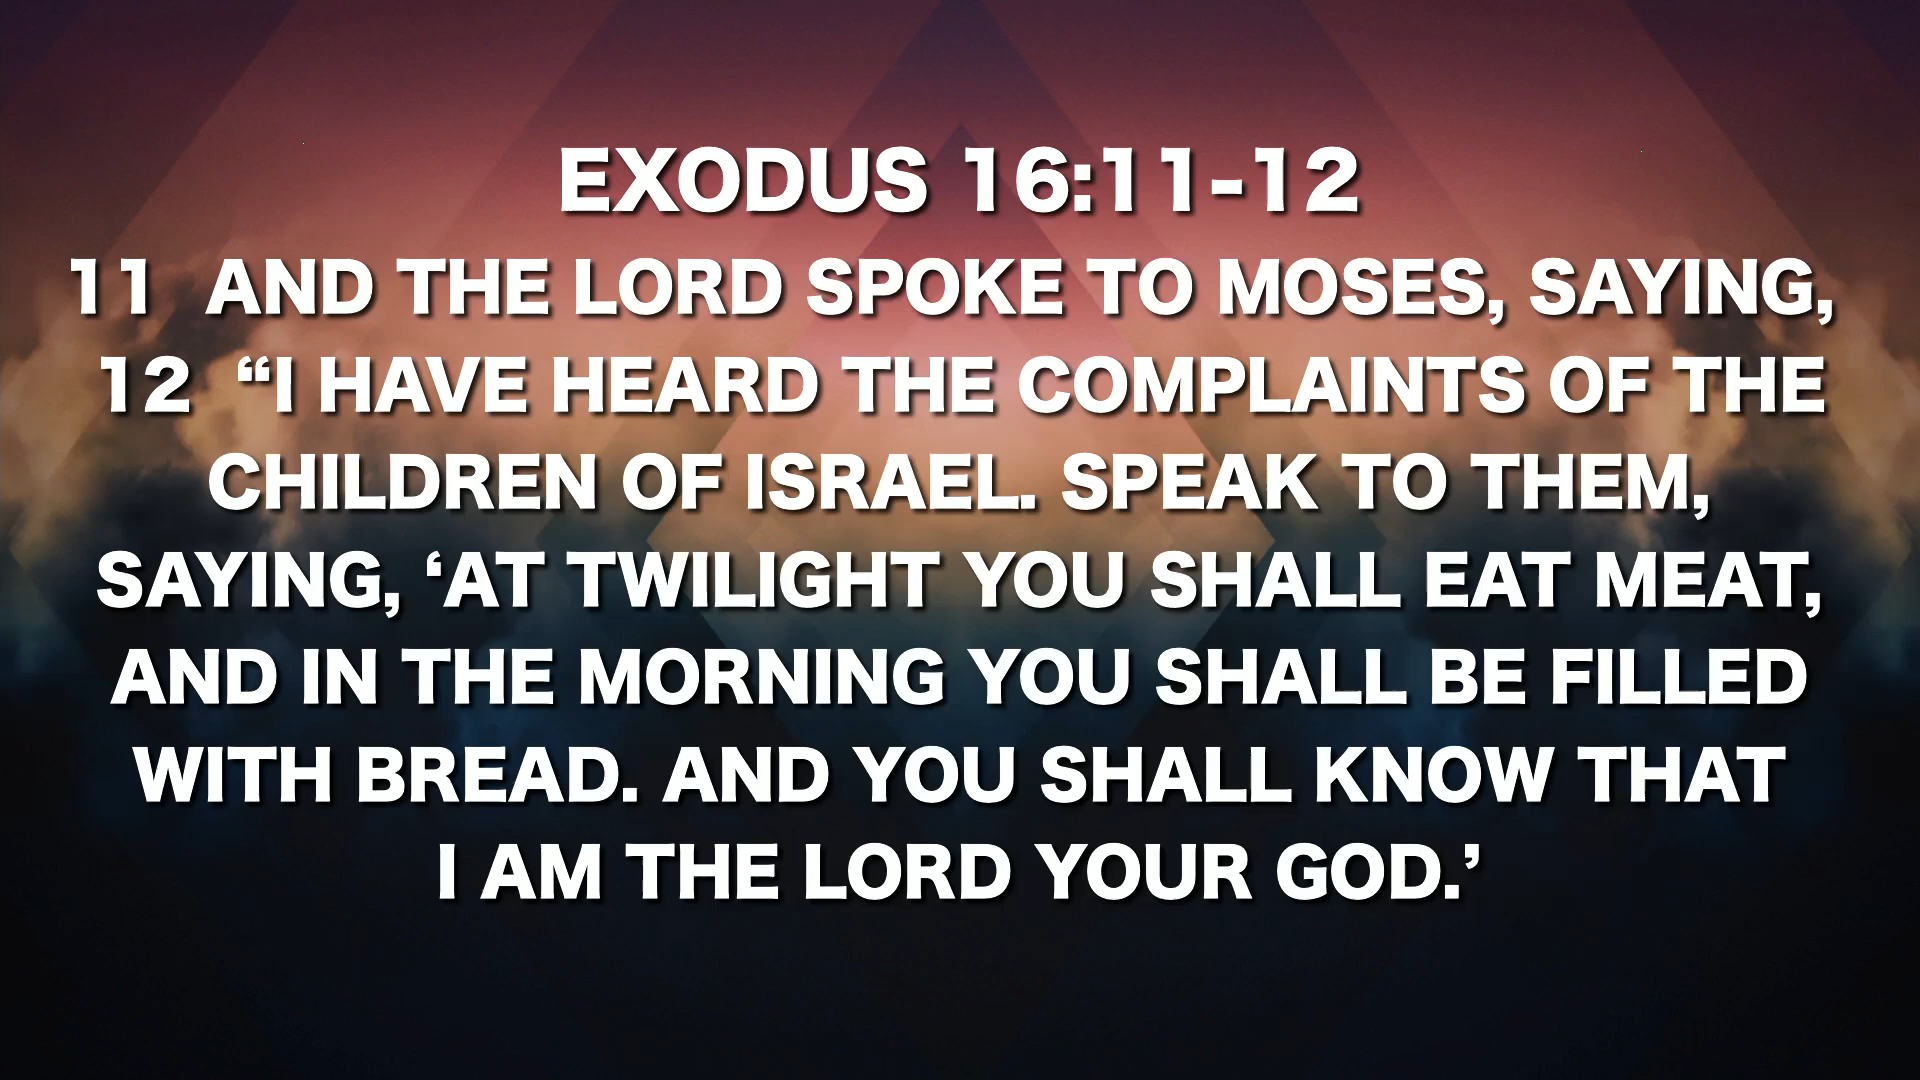 EXODUS 16:11-12
11 AND THE LORD SPOKE TO MOSES, SAYING,
12 “I HAVE HEARD THE COMPLAINTS OF THE
CHILDREN OF ISRAEL. SPEAK TO THEM,
SAYING, ‘AT TWILIGHT YOU SHALL EAT MEAT,
AND IN THE MORNING YOU SHALL BE FILLED
WITH BREAD. AND YOU SHALL KNOW THAT
I AM THE LORD YOUR GOD.’